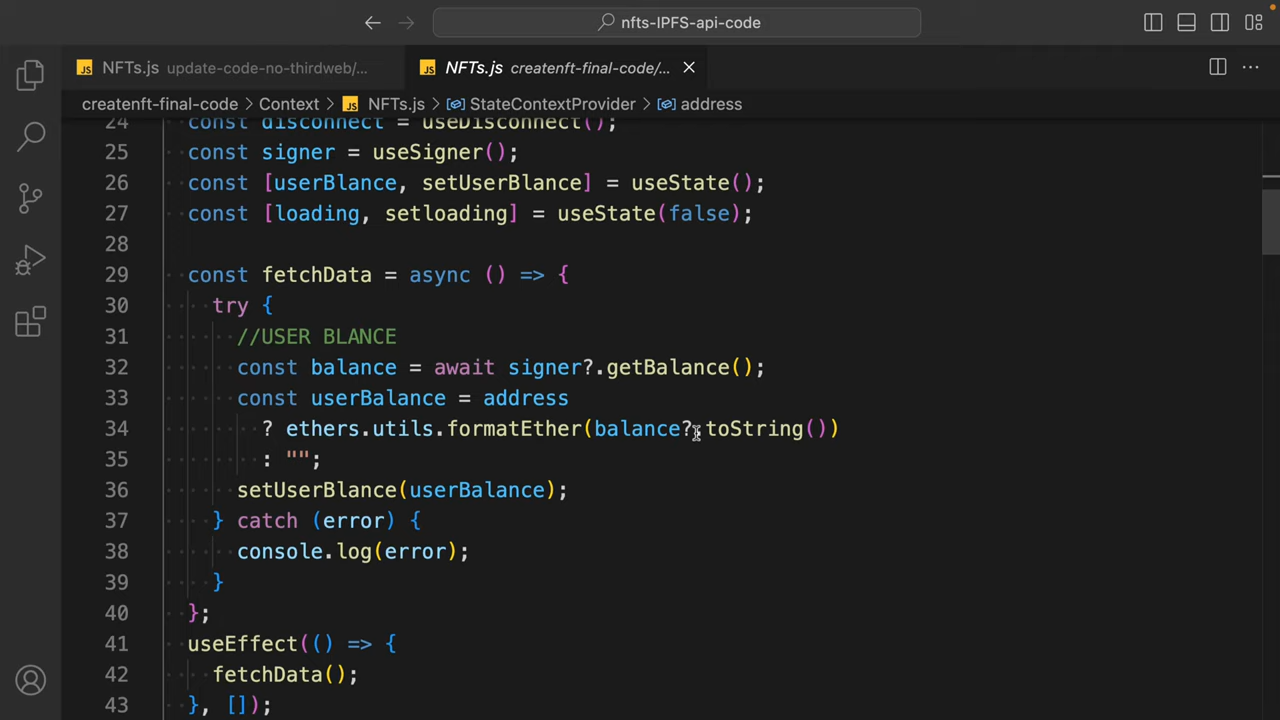 nfts-IPFS-api-code
NFTs.js update-code-no-thirdweb/... NFTs.js createnft-final-code/...
createnft-final-code > Context > NFTs.js > StateContextProvider > address
24 const disconnect = useDisconnect();
25 const signer = useSigner();
26 const [userBlance, setUserBlance] = useState();
27 const [loading, setloading] = useState(false);
28
29 const fetchData = async () => {
30 try {
31 //USER BLANCE
32 const balance = await signer?.getBalance();
33 const userBalance = address
34 ? ethers.utils.formatEther(balance?.toString())
35 : "";
36 setUserBlance(userBalance);
37 } catch (error) {
38 console.log(error);
39 }
40 };
41 useEffect(() => {
42 fetchData();
43 }, []);